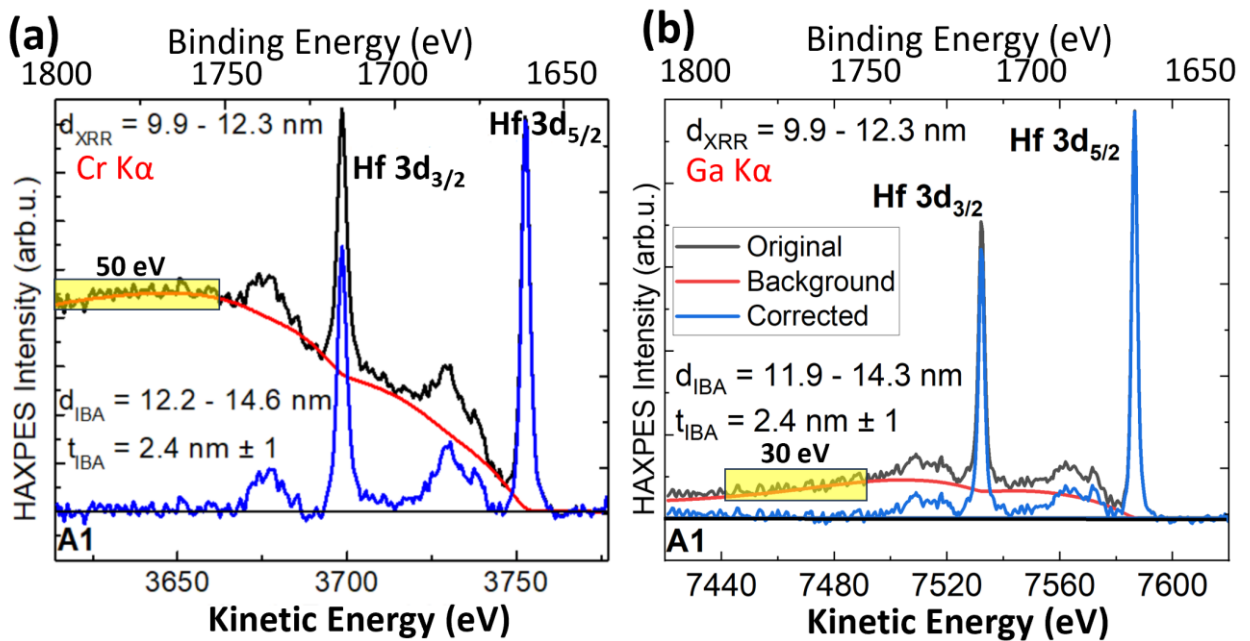 (a)
Binding Energy (eV)
1800 1750 1700 1650
d_XRR = 9.9 - 12.3 nm
Cr Kα
Hf 3d_3/2
Hf 3d_5/2
50 eV
d_IBA = 12.2 - 14.6 nm
t_IBA = 2.4 nm ± 1
A1
HAXPES Intensity (arb.u.)
3650 3700 3750
Kinetic Energy (eV)
(b)
Binding Energy (eV)
1800 1750 1700 1650
d_XRR = 9.9 - 12.3 nm
Ga Kα
Hf 3d_5/2
Hf 3d_3/2
Original
Background
Corrected
d_IBA = 11.9 - 14.3 nm
t_IBA = 2.4 nm ± 1
30 eV
A1
HAXPES Intensity (arb.u.)
7440 7480 7520 7560 7600
Kinetic Energy (eV)